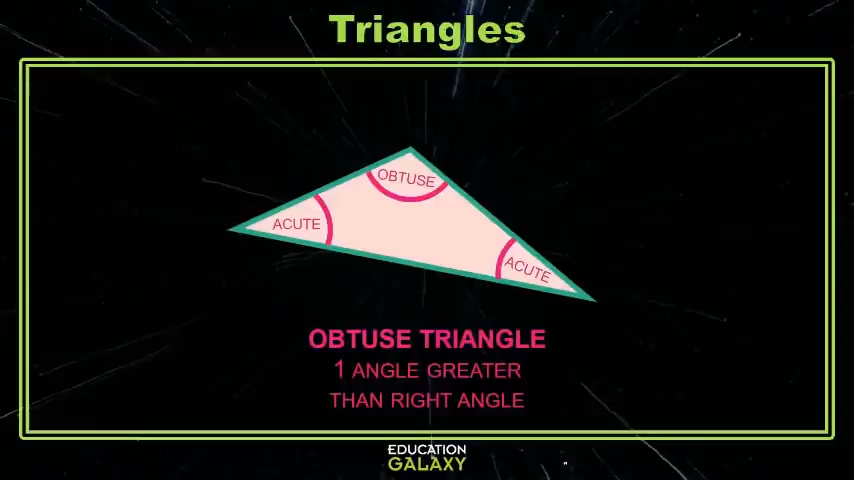 Triangles
OBTUSE
ACUTE
ACUTE
OBTUSE TRIANGLE
1 ANGLE GREATER
THAN RIGHT ANGLE
EDUCATION
GALAXY